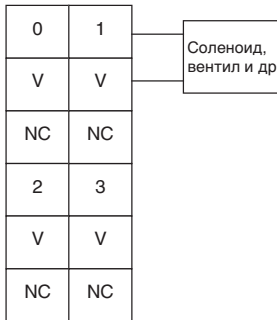 0 1
V V
NC NC
2 3
V V
NC NC
Соленоид,
вентил и др